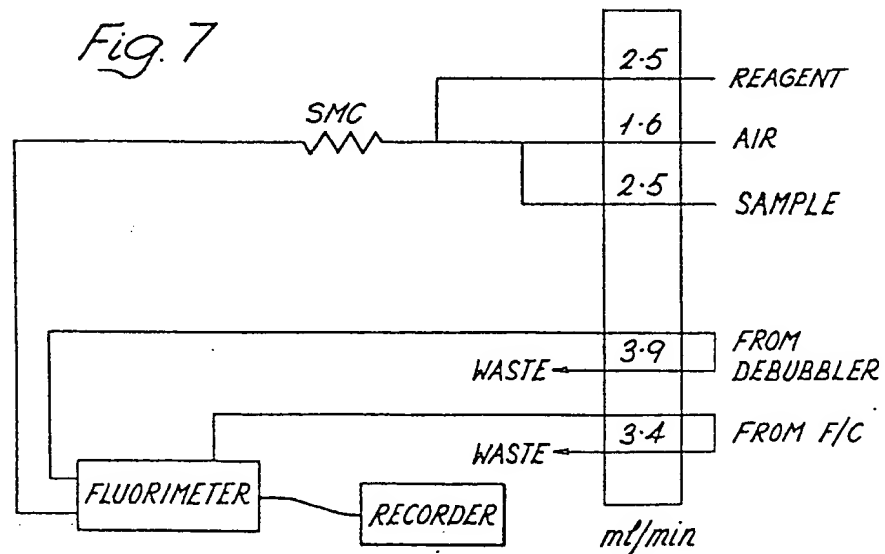 Fig. 7
2·5
REAGENT
SMC
1·6
AIR
2·5
SAMPLE
3·9
FROM
DEBUBBLER
WASTE
3·4
FROM F/C
WASTE
FLUORIMETER
RECORDER
ml/min